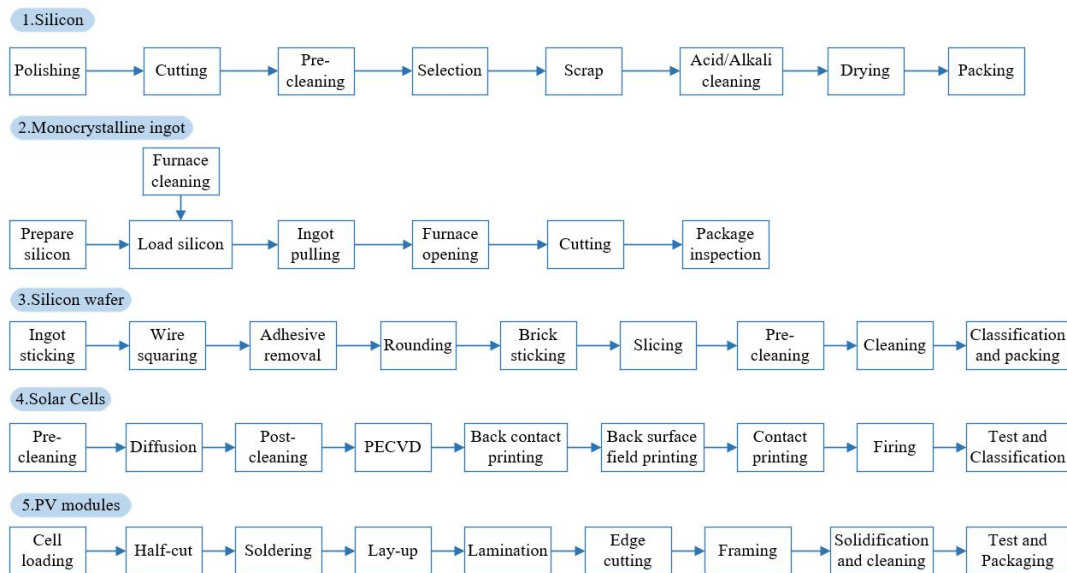 1.Silicon
Polishing
Cutting
Pre-
cleaning
Selection
Scrap
Acid/Alkali
cleaning
Drying
Packing
2.Monocrystalline ingot
Furnace
cleaning
Prepare
silicon
Load silicon
Ingot
pulling
Furnace
opening
Cutting
Package
inspection
3.Silicon wafer
Ingot
sticking
Wire
squaring
Adhesive
removal
Rounding
Brick
sticking
Slicing
Pre-
cleaning
Cleaning
Classification
and packing
4.Solar Cells
Pre-
cleaning
Diffusion
Post-
cleaning
PECVD
Back contact
printing
Back surface
field printing
Contact
printing
Firing
Test and
Classification
5.PV modules
Cell
loading
Half-cut
Soldering
Lay-up
Lamination
Edge
cutting
Framing
Solidification
and cleaning
Test and
Packaging